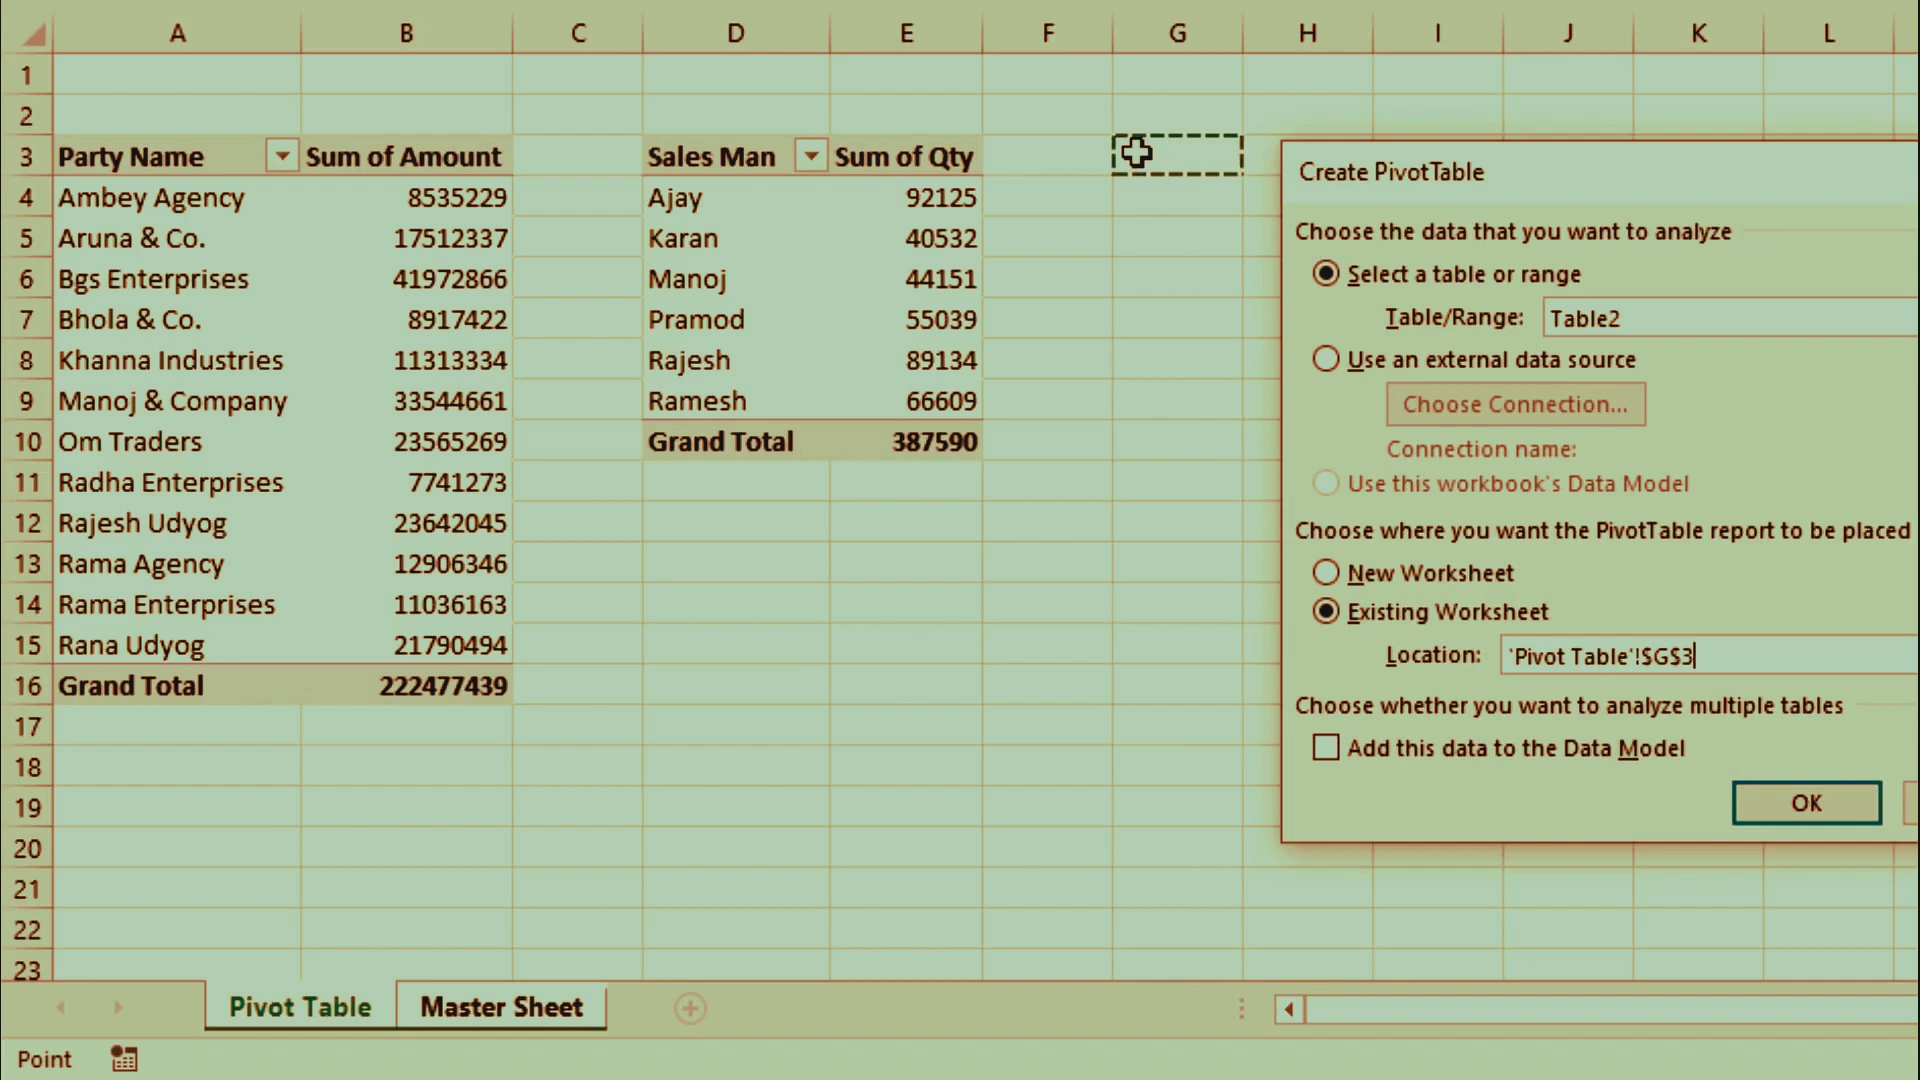 A B C D E F G H I J K L
1
2
3 Party Name Sum of Amount Sales Man Sum of Qty
4 Ambey Agency 8535229 Ajay 92125
5 Aruna & Co. 17512337 Karan 40532
6 Bgs Enterprises 41972866 Manoj 44151
7 Bhola & Co. 8917422 Pramod 55039
8 Khanna Industries 11313334 Rajesh 89134
9 Manoj & Company 33544661 Ramesh 66609
10 Om Traders 23565269 Grand Total 387590
11 Radha Enterprises 7741273
12 Rajesh Udyog 23642045
13 Rama Agency 12906346
14 Rama Enterprises 11036163
15 Rana Udyog 21790494
16 Grand Total 222477439
17
18
19
20
21
22
23
Create PivotTable
Choose the data that you want to analyze
Select a table or range
Table/Range: Table2
Use an external data source
Choose Connection...
Connection name:
Use this workbook's Data Model
Choose where you want the PivotTable report to be placed
New Worksheet
Existing Worksheet
Location: 'Pivot Table'!$G$3
Choose whether you want to analyze multiple tables
Add this data to the Data Model
OK
Pivot Table Master Sheet
Point